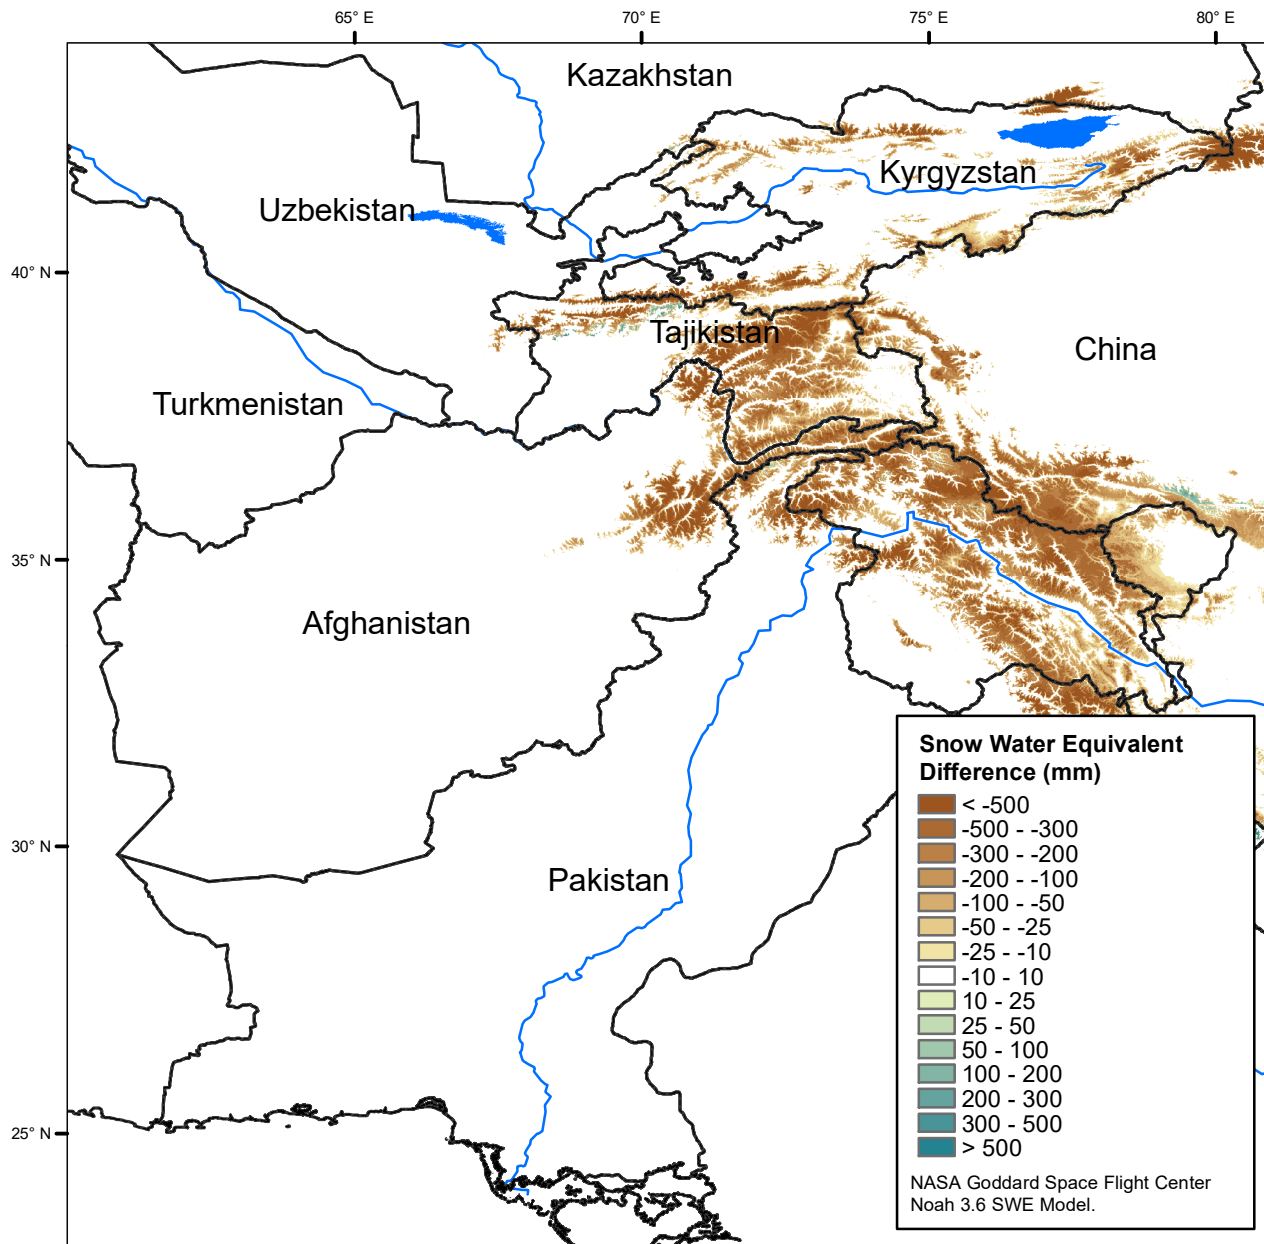 65° E
70° E
75° E
80° E
Kazakhstan
Kyrgyzstan
Uzbekistan
40° N
Tajikistan
China
Turkmenistan
35° N
Afghanistan
30° N
Pakistan
25° N
Snow Water Equivalent
Difference (mm)
< -500
-500 - -300
-300 - -200
-200 - -100
-100 - -50
-50 - -25
-25 - -10
-10 - 10
10 - 25
25 - 50
50 - 100
100 - 200
200 - 300
300 - 500
> 500
NASA Goddard Space Flight Center
Noah 3.6 SWE Model.